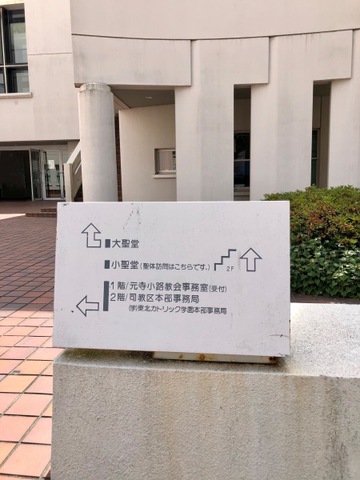 大聖堂
小聖堂(聖体訪問はこちらです。) 2F
1階/元寺小路教会事務室(受付)
2階/司教区本部事務局
(学)東北カトリック学園本部事務局